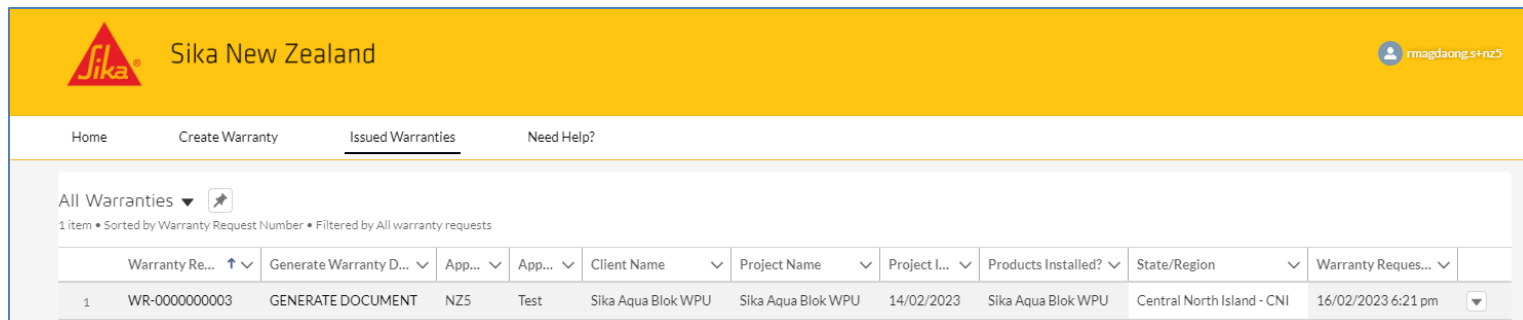 Sika®
Sika New Zealand
rmagdaong.s+nz5
Home Create Warranty Issued Warranties Need Help?
All Warranties
1 item • Sorted by Warranty Request Number • Filtered by All warranty requests
Warranty Re... Generate Warranty D... App... App... Client Name Project Name Project I... Products Installed? State/Region Warranty Reques...
1 WR-0000000003 GENERATE DOCUMENT NZ5 Test Sika Aqua Blok WPU Sika Aqua Blok WPU 14/02/2023 Sika Aqua Blok WPU Central North Island - CNI 16/02/2023 6:21 pm